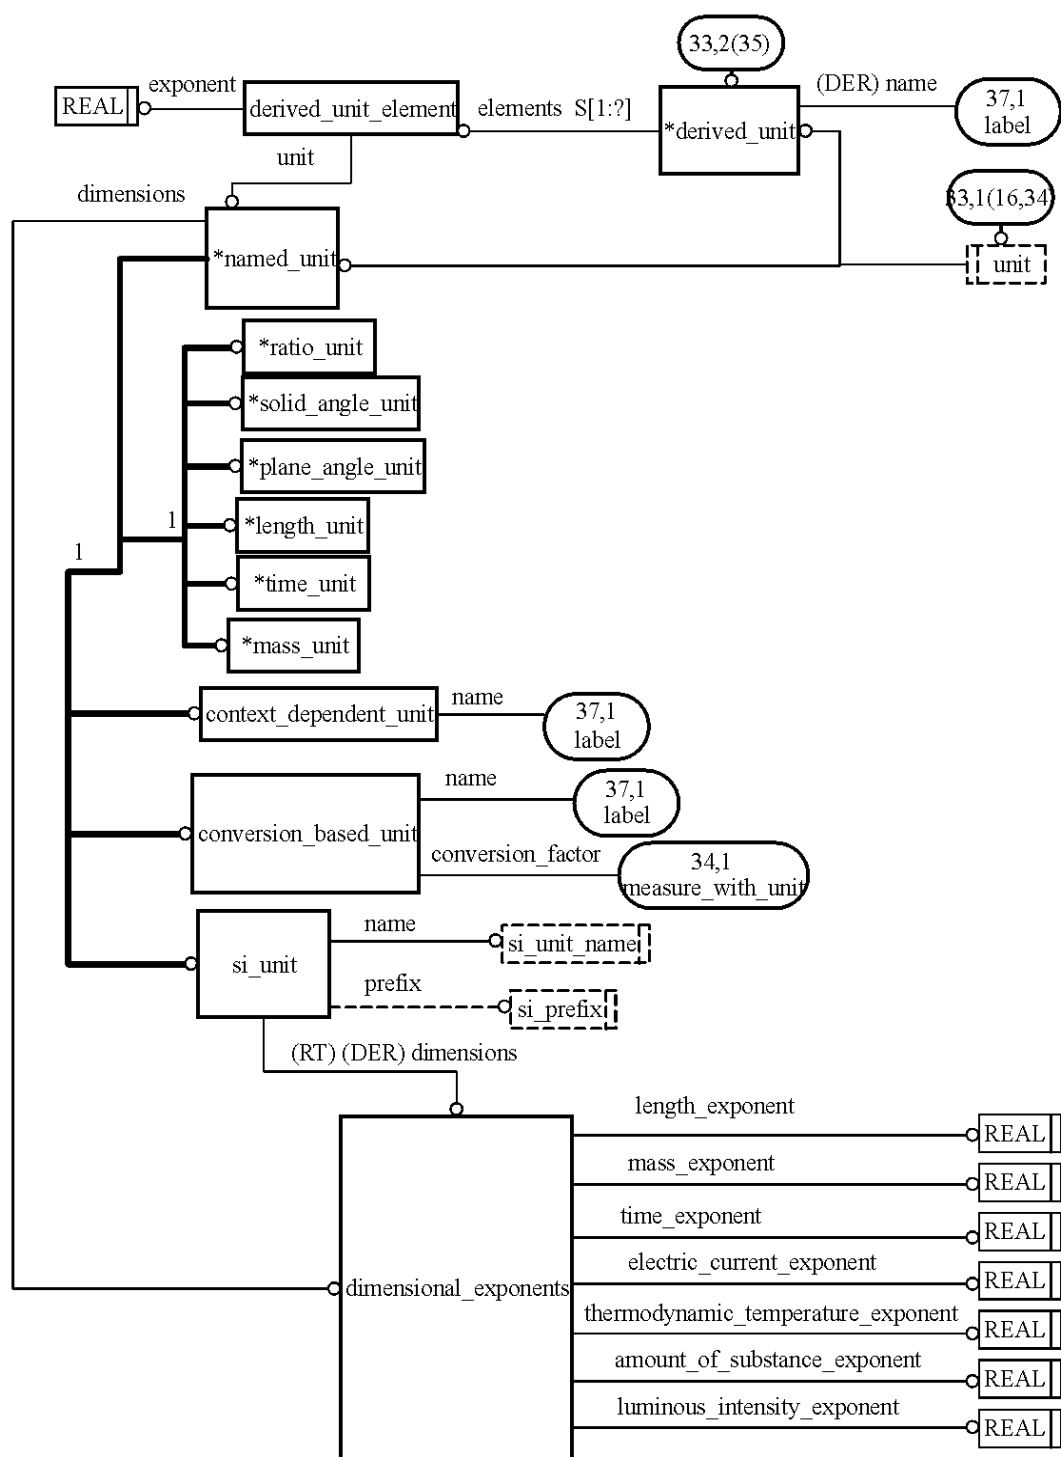 33,2(35)
exponent
REAL
derived_unit_element
elements S[1:?]
*derived_unit
(DER) name
37,1
label
unit
dimensions
33,1(16,34)
*named_unit
unit
*ratio_unit
*solid_angle_unit
*plane_angle_unit
1
*length_unit
1
*time_unit
*mass_unit
context_dependent_unit
name
37,1
label
conversion_based_unit
name
37,1
label
conversion_factor
34,1
measure_with_unit
si_unit
name
si_unit_name
prefix
si_prefix
(RT) (DER) dimensions
dimensional_exponents
length_exponent
REAL
mass_exponent
REAL
time_exponent
REAL
electric_current_exponent
REAL
thermodynamic_temperature_exponent
REAL
amount_of_substance_exponent
REAL
luminous_intensity_exponent
REAL